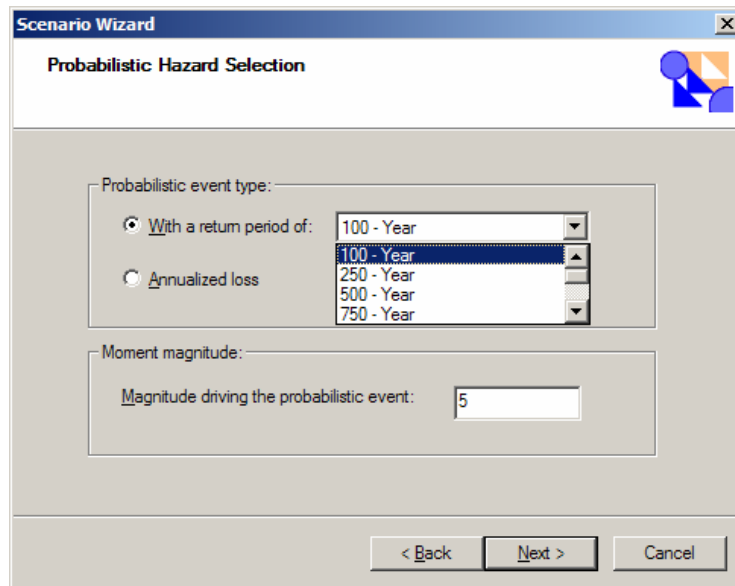 Scenario Wizard
Probabilistic Hazard Selection
Probabilistic event type:
With a return period of:
100 - Year
100 - Year
250 - Year
500 - Year
750 - Year
Annualized loss
Moment magnitude:
Magnitude driving the probabilistic event:
5
< Back
Next >
Cancel